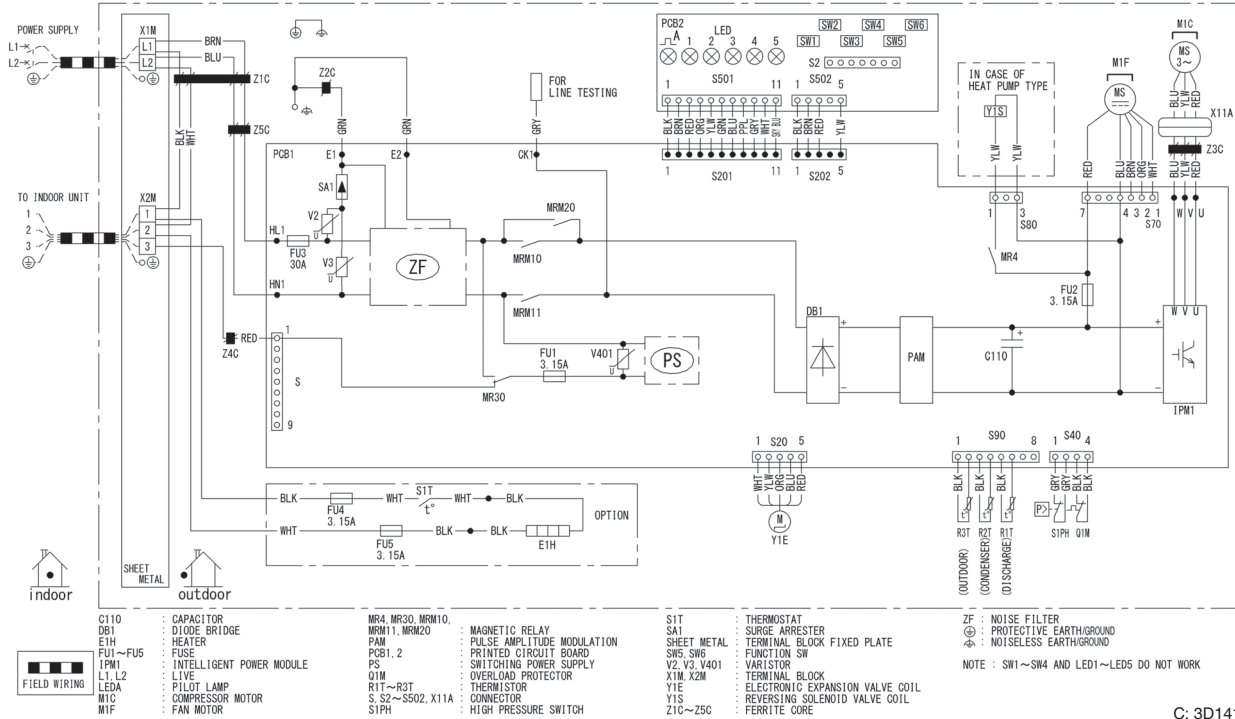 POWER SUPPLY
L1
L2
X1M
L1
L2
BRN
BLU
Z1C
Z5C
BLK
WHT
TO INDOOR UNIT
1
2
3
X2M
1
2
3
Z4C
RED
Z2C
GRN
GRN
GRY
FOR
LINE TESTING
PCB1
E1
E2
CK1
SA1
V2
U
HL1
FU3
30A
V3
U
HN1
ZF
MRM20
MRM10
MRM11
1
S
9
MR30
FU1
3.15A
V401
U
PS
PCB2
A
LED
1 2 3 4 5
SW2 SW4 SW6
SW1 SW3 SW5
S2
S501
S502
1 11 1 5
BLK BRN RED ORG YLW GRN BLU PPL GRY WHT SKY BLU
BLK BRN RED YLW
1 S201 11
1 S202 5
IN CASE OF
HEAT PUMP TYPE
Y1S
YLW YLW
1 3
S80
MR4
M1F
MS
RED BLU BRN ORG WHT
7 4 3 2 1
S70
FU2
3.15A
M1C
MS
3~
BLU YLW RED
X11A
Z3C
BLU YLW RED
W V U
W V U
DB1
+
-
PAM
+
C110
+
-
IPM1
1 S20 5
WHT YLW ORG BLU RED
M
Y1E
1 S90 8
BLK BLK BLK
t° t° t°
R3T R2T R1T
(OUTDOOR) (CONDENSER) (DISCHARGE)
1 S40 4
GRY GRY BLK BLK
P>
S1PH Q1M
BLK
FU4
3.15A
WHT
S1T
t°
WHT
BLK
OPTION
WHT
FU5
3.15A
BLK
BLK
E1H
SHEET
METAL
indoor
outdoor
FIELD WIRING
C110 : CAPACITOR
DB1 : DIODE BRIDGE
E1H : HEATER
FU1~FU5 : FUSE
IPM1 : INTELLIGENT POWER MODULE
L1, L2 : LIVE
LEDA : PILOT LAMP
M1C : COMPRESSOR MOTOR
M1F : FAN MOTOR
MR4, MR30, MRM10,
MRM11, MRM20 : MAGNETIC RELAY
PAM : PULSE AMPLITUDE MODULATION
PCB1, 2 : PRINTED CIRCUIT BOARD
PS : SWITCHING POWER SUPPLY
Q1M : OVERLOAD PROTECTOR
R1T~R3T : THERMISTOR
S, S2~S502, X11A : CONNECTOR
S1PH : HIGH PRESSURE SWITCH
S1T : THERMOSTAT
SA1 : SURGE ARRESTER
SHEET METAL : TERMINAL BLOCK FIXED PLATE
SW5, SW6 : FUNCTION SW
V2, V3, V401 : VARISTOR
X1M, X2M : TERMINAL BLOCK
Y1E : ELECTRONIC EXPANSION VALVE COIL
Y1S : REVERSING SOLENOID VALVE COIL
Z1C~Z5C : FERRITE CORE
ZF : NOISE FILTER
: PROTECTIVE EARTH/GROUND
: NOISELESS EARTH/GROUND
NOTE : SW1~SW4 AND LED1~LED5 DO NOT WORK